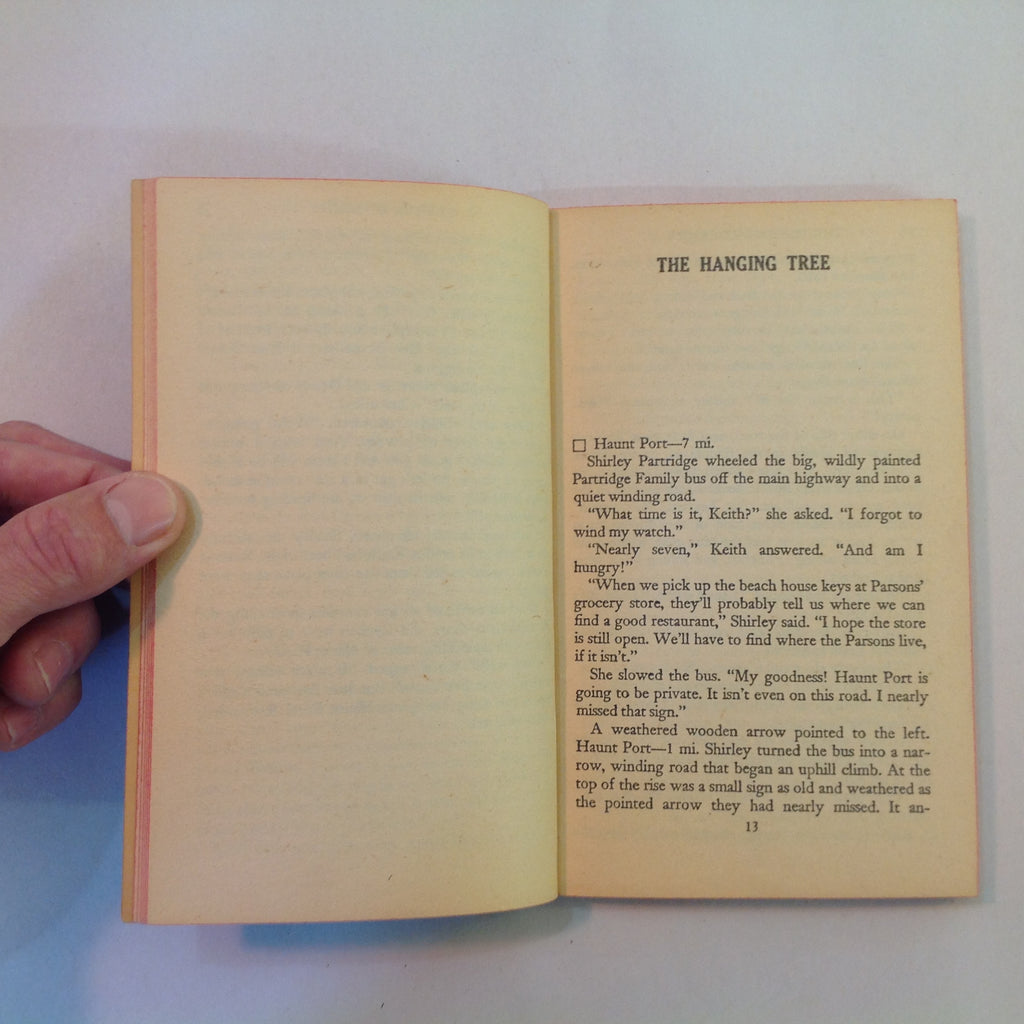 THE HANGING TREE
□ Haunt Port—7 mi.
Shirley Partridge wheeled the big, wildly painted
Partridge Family bus off the main highway and into a
quiet winding road.
“What time is it, Keith?” she asked. “I forgot to
wind my watch.”
“Nearly seven,” Keith answered. “And am I
hungry!”
“When we pick up the beach house keys at Parsons’
grocery store, they’ll probably tell us where we can
find a good restaurant,” Shirley said. “I hope the store
is still open. We’ll have to find where the Parsons live,
if it isn’t.”
She slowed the bus. “My goodness! Haunt Port is
going to be private. It isn’t even on this road. I nearly
missed that sign.”
A weathered wooden arrow pointed to the left.
Haunt Port—1 mi. Shirley turned the bus into a nar-
row, winding road that began an uphill climb. At the
top of the rise was a small sign as old and weathered as
the pointed arrow they had nearly missed. It an-
13